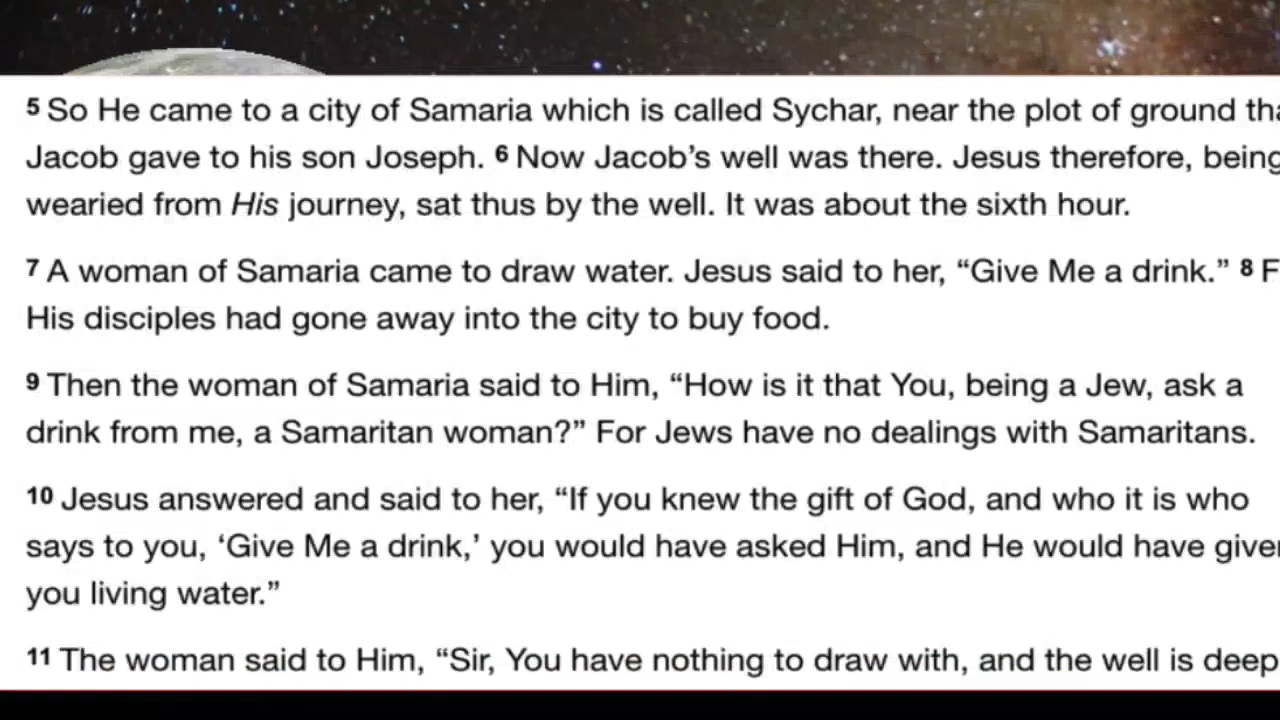 5 So He came to a city of Samaria which is called Sychar, near the plot of ground tha
Jacob gave to his son Joseph. 6 Now Jacob’s well was there. Jesus therefore, being
wearied from His journey, sat thus by the well. It was about the sixth hour.
7 A woman of Samaria came to draw water. Jesus said to her, “Give Me a drink.” 8 F
His disciples had gone away into the city to buy food.
9 Then the woman of Samaria said to Him, “How is it that You, being a Jew, ask a
drink from me, a Samaritan woman?” For Jews have no dealings with Samaritans.
10 Jesus answered and said to her, “If you knew the gift of God, and who it is who
says to you, ‘Give Me a drink,’ you would have asked Him, and He would have given
you living water.”
11 The woman said to Him, “Sir, You have nothing to draw with, and the well is deep